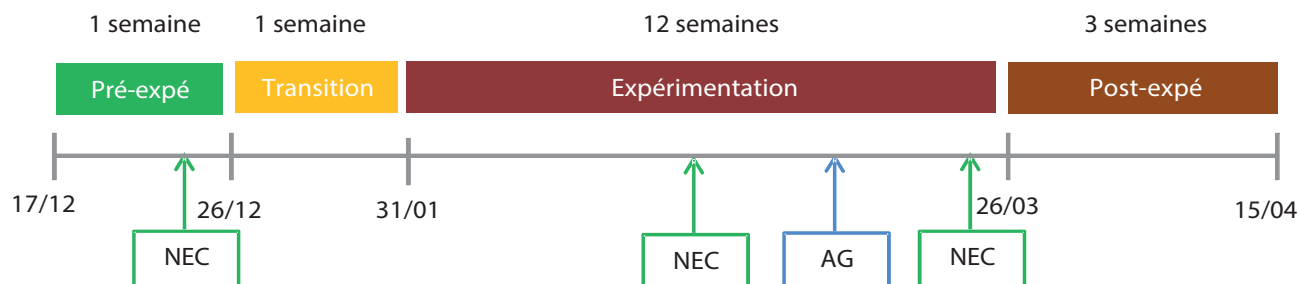 1 semaine 1 semaine 12 semaines 3 semaines
Pré-expé Transition Expérimentation Post-expé
17/12 26/12 31/01 26/03 15/04
NEC NEC AG NEC